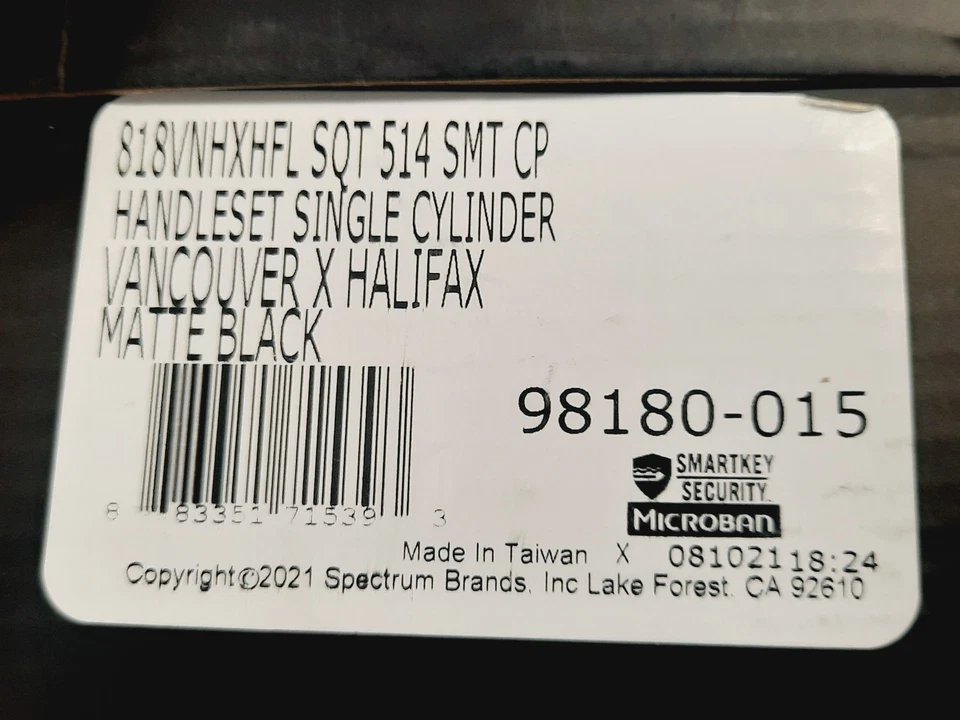 818VNHXHFL SQT 514 SMT CP
HANDLESET SINGLE CYLINDER
VANCOUVER X HALIFAX
MATTE BLACK
98180-015
SMARTKEY
SECURITY
MICROBAN
8 83351 71539 3
Made In Taiwan X 08102118:24
Copyright©2021 Spectrum Brands, Inc Lake Forest. CA 92610